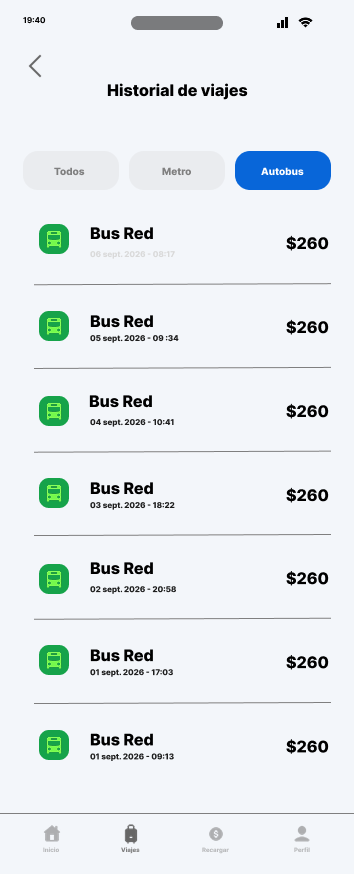 19:40
Historial de viajes
Todos
Metro
Autobus
Bus Red
06 sept. 2026 - 08:17
$260
Bus Red
05 sept. 2026 - 09 :34
$260
Bus Red
04 sept. 2026 - 10:41
$260
Bus Red
03 sept. 2026 - 18:22
$260
Bus Red
02 sept. 2026 - 20:58
$260
Bus Red
01 sept. 2026 - 17:03
$260
Bus Red
01 sept. 2026 - 09:13
$260
Inicio
Viajes
Recargar
Perfil